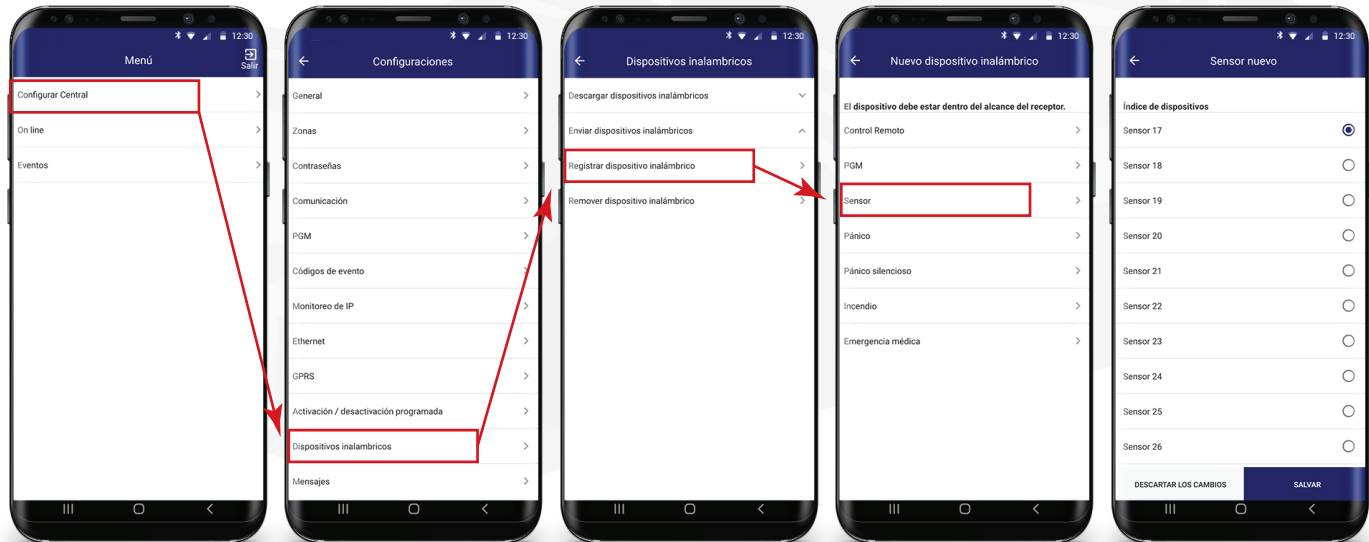 12:30
Menú
Salir
Configurar Central
On line
Eventos
12:30
Configuraciones
General
Zonas
Contraseñas
Comunicación
PGM
Códigos de evento
Monitoreo de IP
Ethernet
GPRS
Activación / desactivación programada
Dispositivos inalambricos
Mensajes
12:30
Dispositivos inalambricos
Descargar dispositivos inalámbricos
Enviar dispositivos inalámbricos
Registrar dispositivo inalámbrico
Remover dispositivo inalámbrico
12:30
Nuevo dispositivo inalámbrico
El dispositivo debe estar dentro del alcance del receptor.
Control Remoto
PGM
Sensor
Pánico
Pánico silencioso
Incendio
Emergencia médica
12:30
Sensor nuevo
Índice de dispositivos
Sensor 17
Sensor 18
Sensor 19
Sensor 20
Sensor 21
Sensor 22
Sensor 23
Sensor 24
Sensor 25
Sensor 26
DESCARTAR LOS CAMBIOS
SALVAR